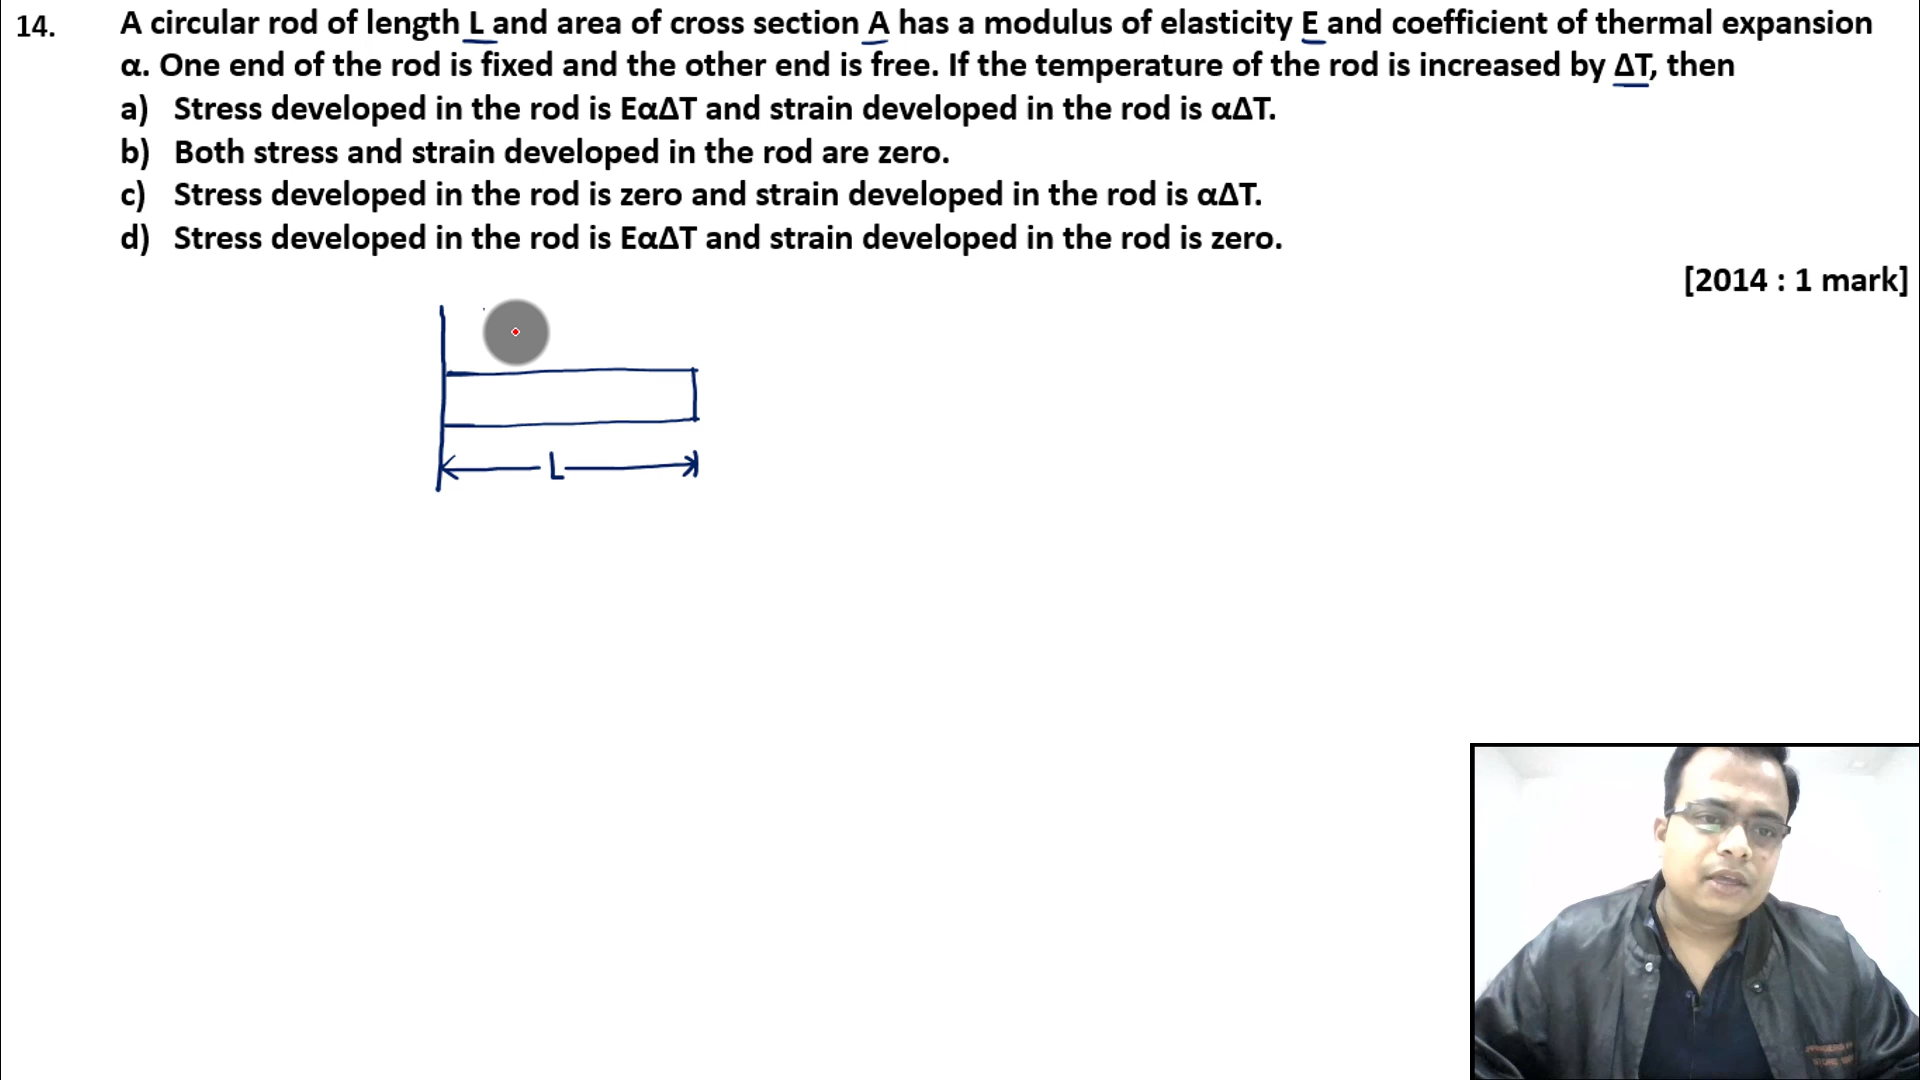 14. A circular rod of length L and area of cross section A has a modulus of elasticity E and coefficient of thermal expansion
α. One end of the rod is fixed and the other end is free. If the temperature of the rod is increased by ΔT, then
a) Stress developed in the rod is EαΔT and strain developed in the rod is αΔT.
b) Both stress and strain developed in the rod are zero.
c) Stress developed in the rod is zero and strain developed in the rod is αΔT.
d) Stress developed in the rod is EαΔT and strain developed in the rod is zero.
[2014 : 1 mark]
L